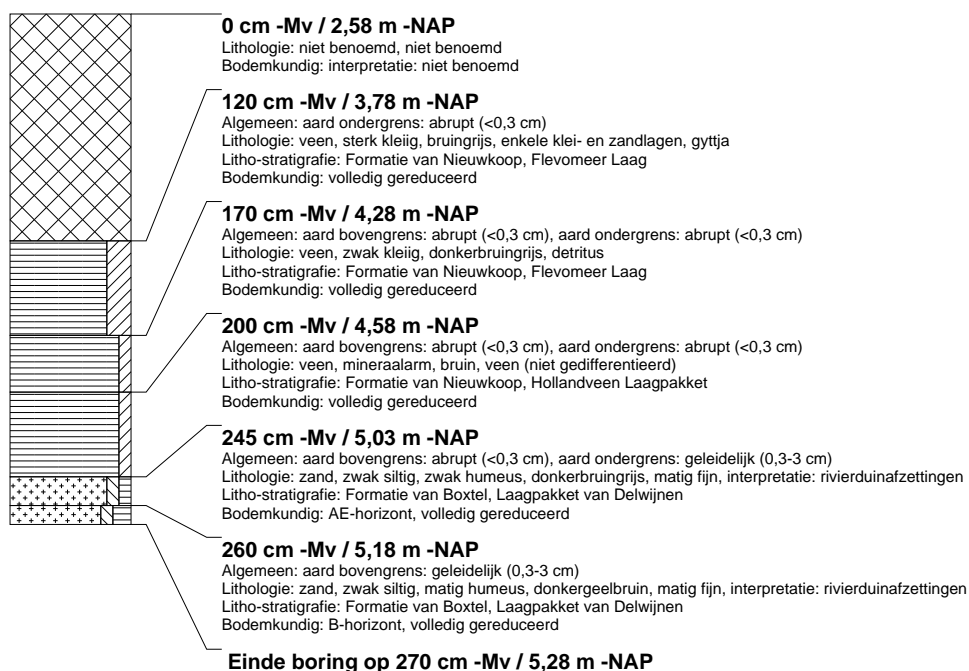 0 cm -Mv / 2,58 m -NAP
Lithologie: niet benoemd, niet benoemd
Bodemkundig: interpretatie: niet benoemd
120 cm -Mv / 3,78 m -NAP
Algemeen: aard ondergrens: abrupt (<0,3 cm)
Lithologie: veen, sterk kleiig, bruingrijs, enkele klei- en zandlagen, gyttja
Litho-stratigrafie: Formatie van Nieuwkoop, Flevomeer Laag
Bodemkundig: volledig gereduceerd
170 cm -Mv / 4,28 m -NAP
Algemeen: aard bovengrens: abrupt (<0,3 cm), aard ondergrens: abrupt (<0,3 cm)
Lithologie: veen, zwak kleiig, donkerbruingrijs, detritus
Litho-stratigrafie: Formatie van Nieuwkoop, Flevomeer Laag
Bodemkundig: volledig gereduceerd
200 cm -Mv / 4,58 m -NAP
Algemeen: aard bovengrens: abrupt (<0,3 cm), aard ondergrens: abrupt (<0,3 cm)
Lithologie: veen, mineraalarm, bruin, veen (niet gedifferentieerd)
Litho-stratigrafie: Formatie van Nieuwkoop, Hollandveen Laagpakket
Bodemkundig: volledig gereduceerd
245 cm -Mv / 5,03 m -NAP
Algemeen: aard bovengrens: abrupt (<0,3 cm), aard ondergrens: geleidelijk (0,3-3 cm)
Lithologie: zand, zwak siltig, zwak humeus, donkerbruingrijs, matig fijn, interpretatie: rivierduinafzettingen
Litho-stratigrafie: Formatie van Boxtel, Laagpakket van Delwijnen
Bodemkundig: AE-horizont, volledig gereduceerd
260 cm -Mv / 5,18 m -NAP
Algemeen: aard bovengrens: geleidelijk (0,3-3 cm)
Lithologie: zand, zwak siltig, matig humeus, donkergeelbruin, matig fijn, interpretatie: rivierduinafzettingen
Litho-stratigrafie: Formatie van Boxtel, Laagpakket van Delwijnen
Bodemkundig: B-horizont, volledig gereduceerd
Einde boring op 270 cm -Mv / 5,28 m -NAP